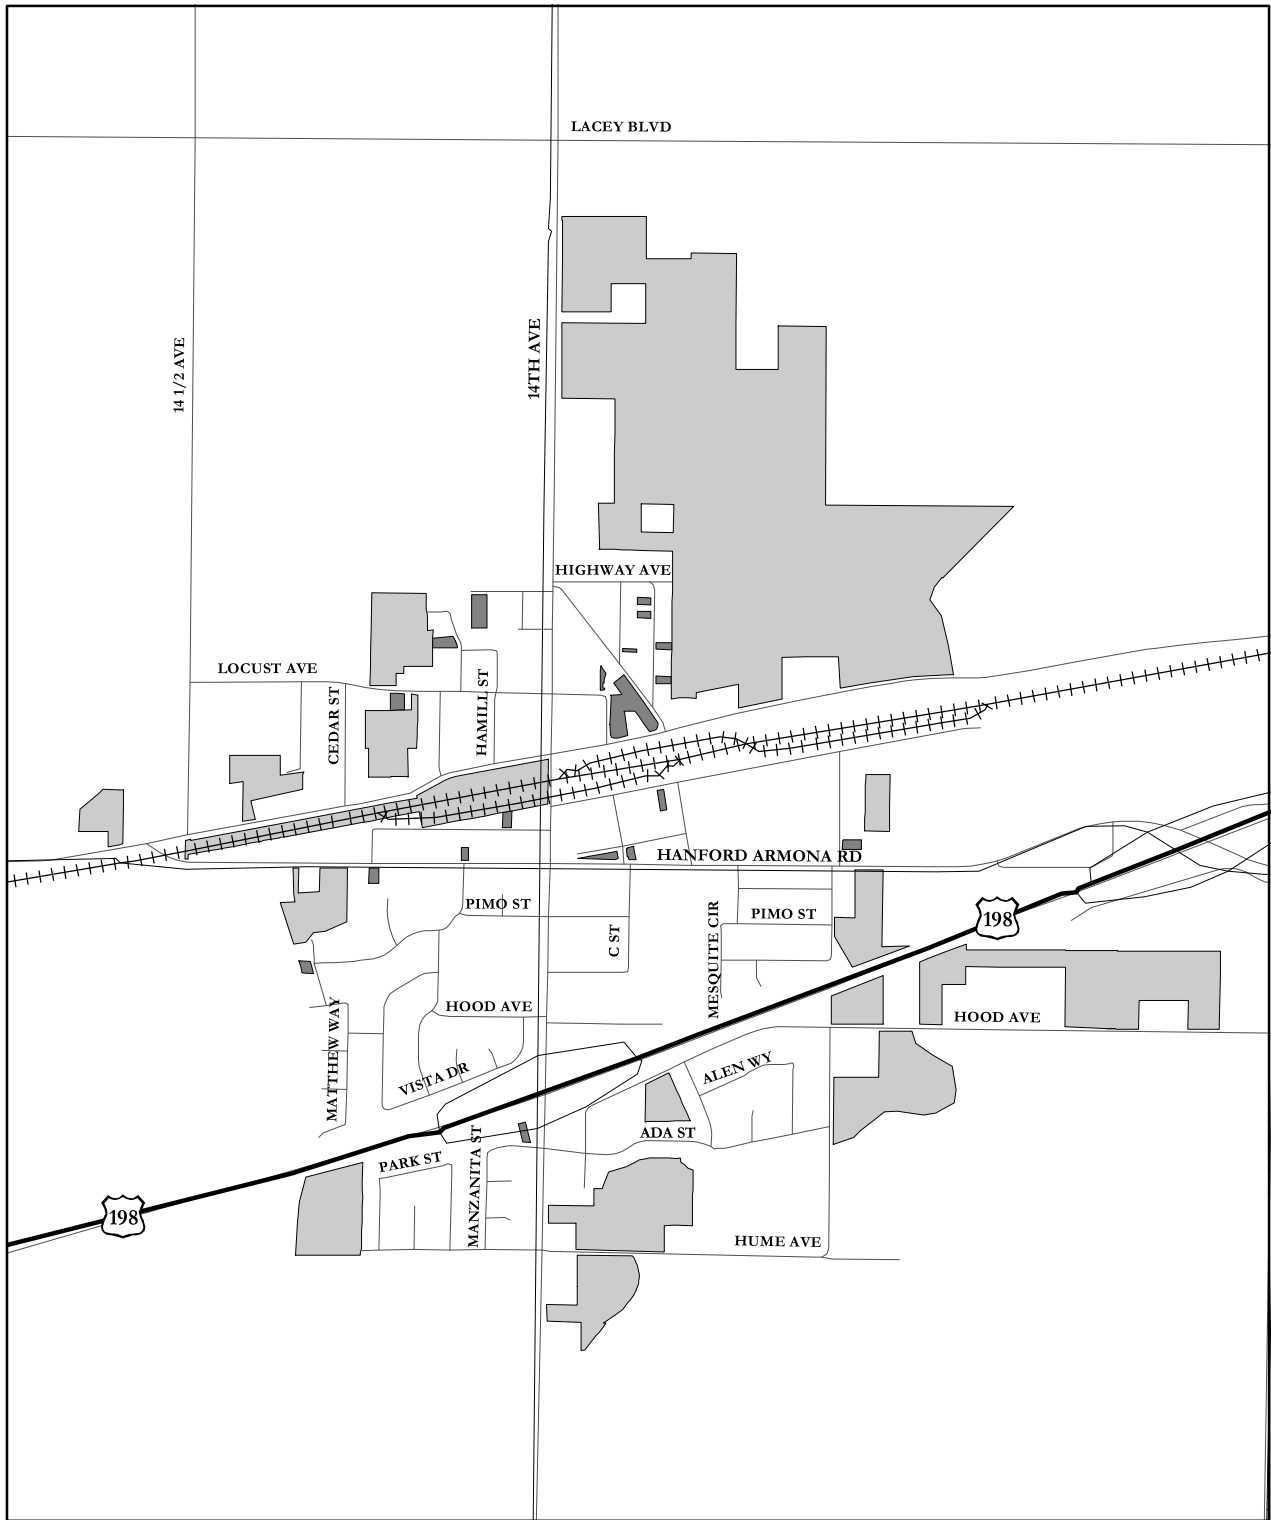 LACEY BLVD
14 1/2 AVE
14TH AVE
HIGHWAY AVE
LOCUST AVE
CEDAR ST
HAMILL ST
HANFORD ARMONA RD
PIMO ST
C ST
MESQUITE CIR
PIMO ST
198
MATTHEW WAY
HOOD AVE
HOOD AVE
VISTA DR
ALEN WY
ADA ST
PARK ST
MANZANITA ST
198
HUME AVE